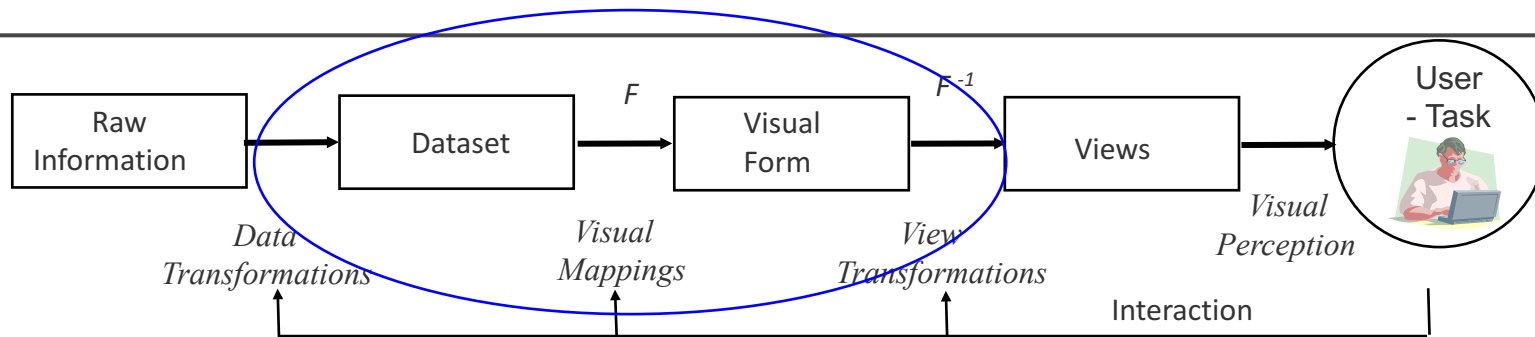 Raw
Information
Dataset
F
Visual
Form
F -1
Views
User
- Task
Data
Transformations
Visual
Mappings
View
Transformations
Visual
Perception
Interaction